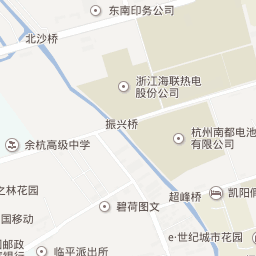 东南印务公司
北沙桥
浙江海联热电
股份公司
振兴桥
杭州南都电池
有限公司
余杭高级中学
之林花园
超峰桥
凯阳假
碧荷图文
国移动
e·世纪城市花园
国邮政
临平派出所